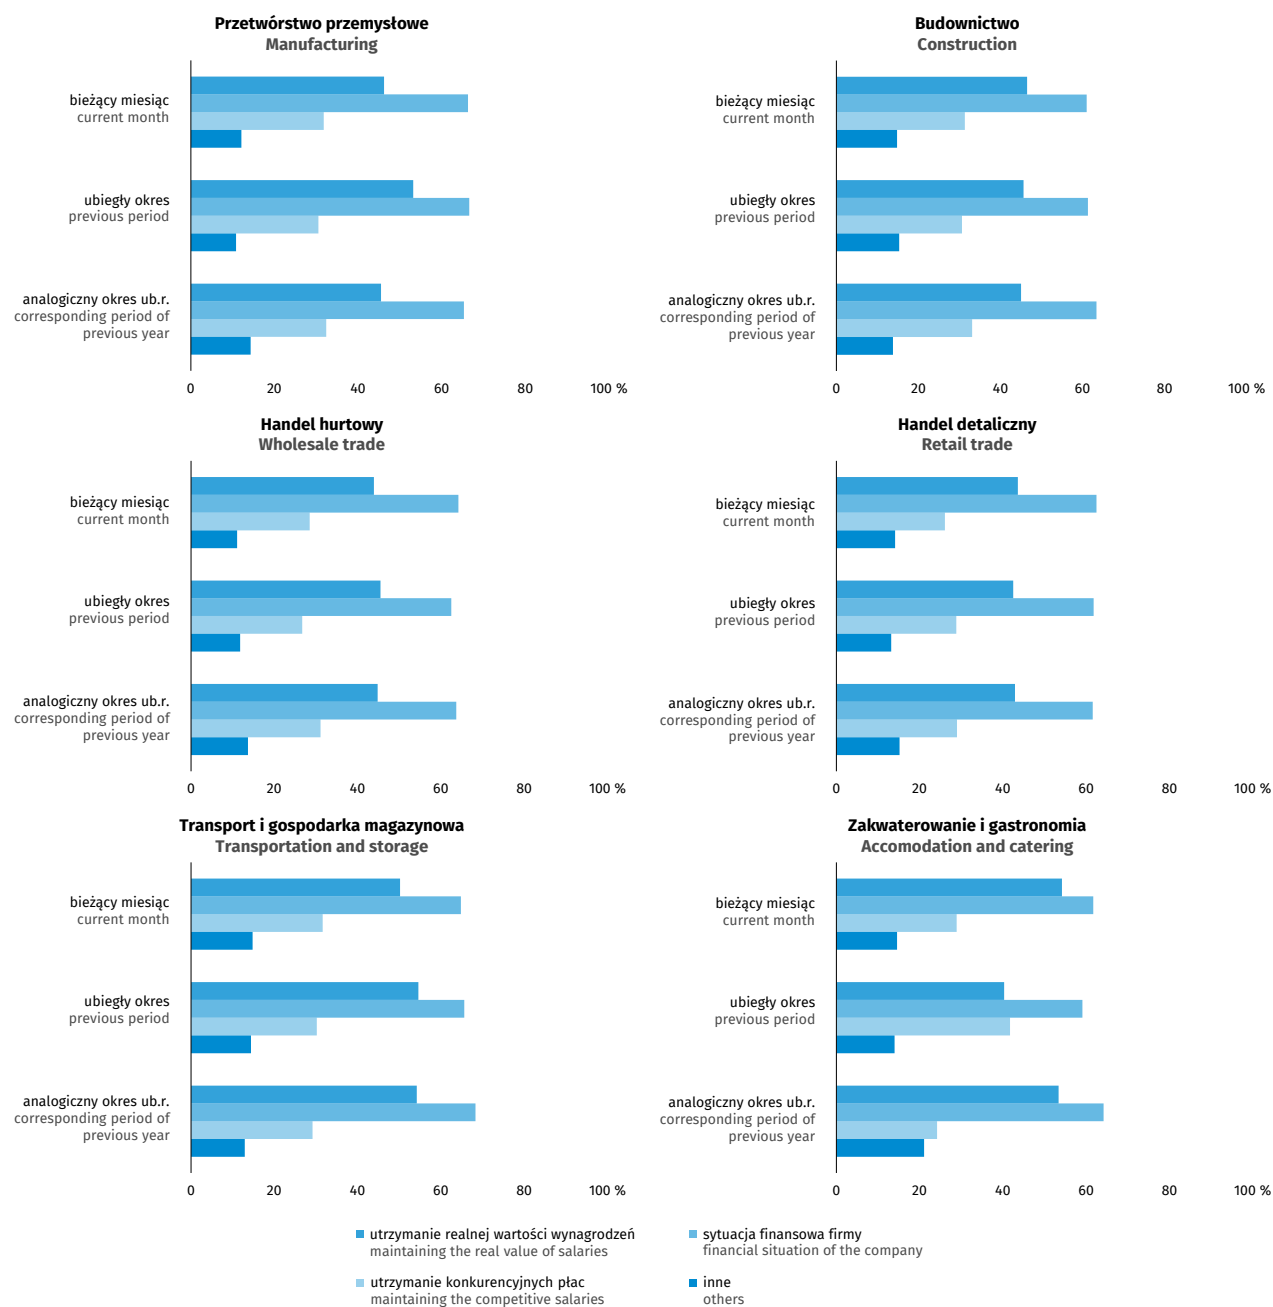 Przetwórstwo przemysłowe
Manufacturing
bieżący miesiąc
current month
ubiegły okres
previous period
analogiczny okres ub.r.
corresponding period of
previous year
0 20 40 60 80 100 %
Budownictwo
Construction
bieżący miesiąc
current month
ubiegły okres
previous period
analogiczny okres ub.r.
corresponding period of
previous year
0 20 40 60 80 100 %
Handel hurtowy
Wholesale trade
bieżący miesiąc
current month
ubiegły okres
previous period
analogiczny okres ub.r.
corresponding period of
previous year
0 20 40 60 80 100 %
Handel detaliczny
Retail trade
bieżący miesiąc
current month
ubiegły okres
previous period
analogiczny okres ub.r.
corresponding period of
previous year
0 20 40 60 80 100 %
Transport i gospodarka magazynowa
Transportation and storage
bieżący miesiąc
current month
ubiegły okres
previous period
analogiczny okres ub.r.
corresponding period of
previous year
0 20 40 60 80 100 %
Zakwaterowanie i gastronomia
Accomodation and catering
bieżący miesiąc
current month
ubiegły okres
previous period
analogiczny okres ub.r.
corresponding period of
previous year
0 20 40 60 80 100 %
utrzymanie realnej wartości wynagrodzeń
maintaining the real value of salaries
sytuacja finansowa firmy
financial situation of the company
utrzymanie konkurencyjnych płac
maintaining the competitive salaries
inne
others